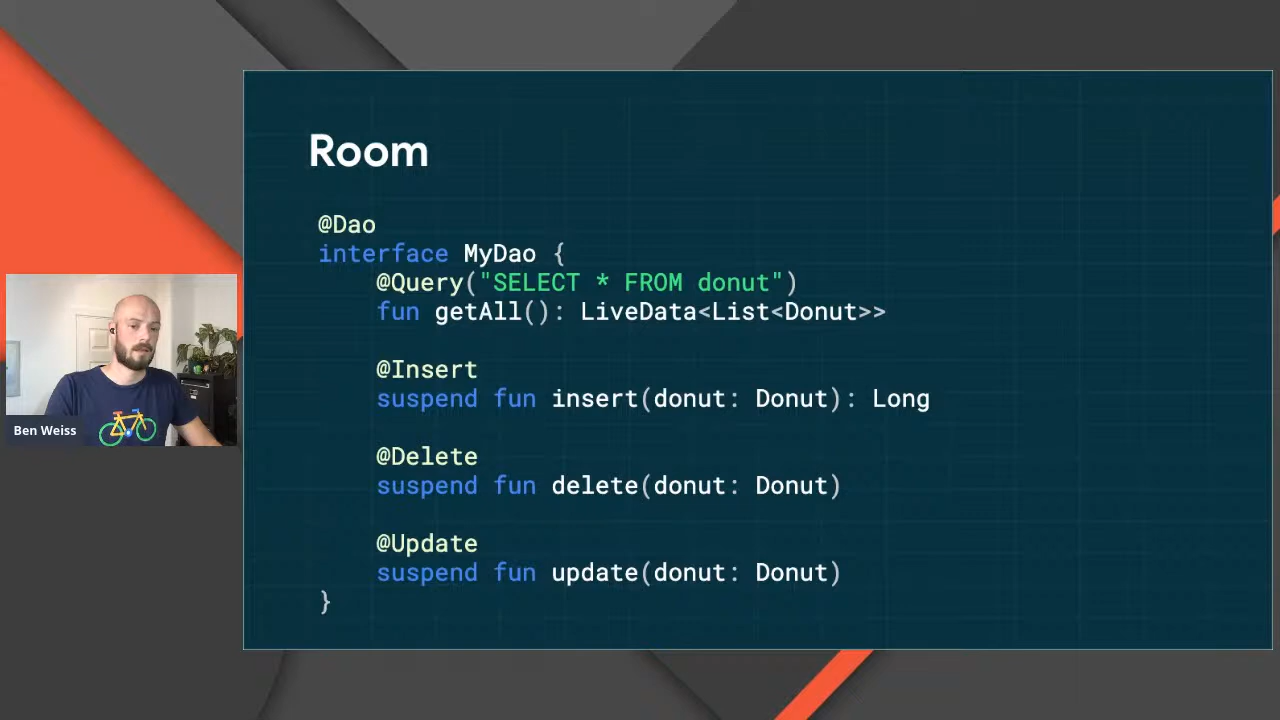 Room
@Dao
interface MyDao {
@Query("SELECT * FROM donut")
fun getAll(): LiveData<List<Donut>>
@Insert
suspend fun insert(donut: Donut): Long
@Delete
suspend fun delete(donut: Donut)
@Update
suspend fun update(donut: Donut)
}
Ben Weiss